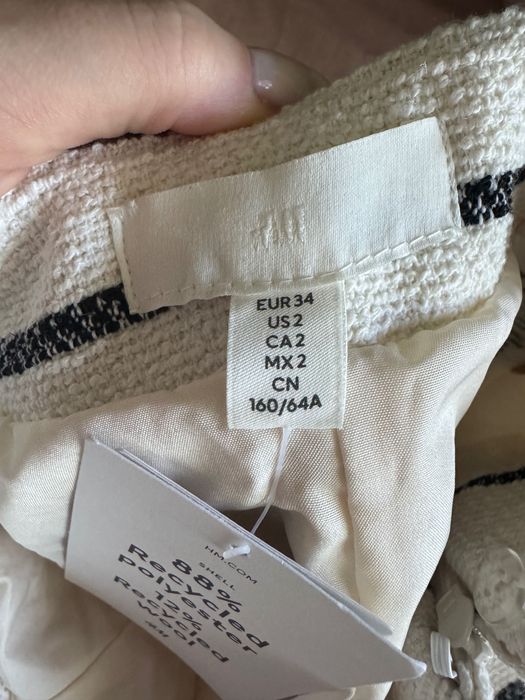 H&M
EUR 34
US 2
CA 2
MX 2
CN
160/64A
HM.COM
SHELL
88%
Recycled
polyester
12%
Recycled